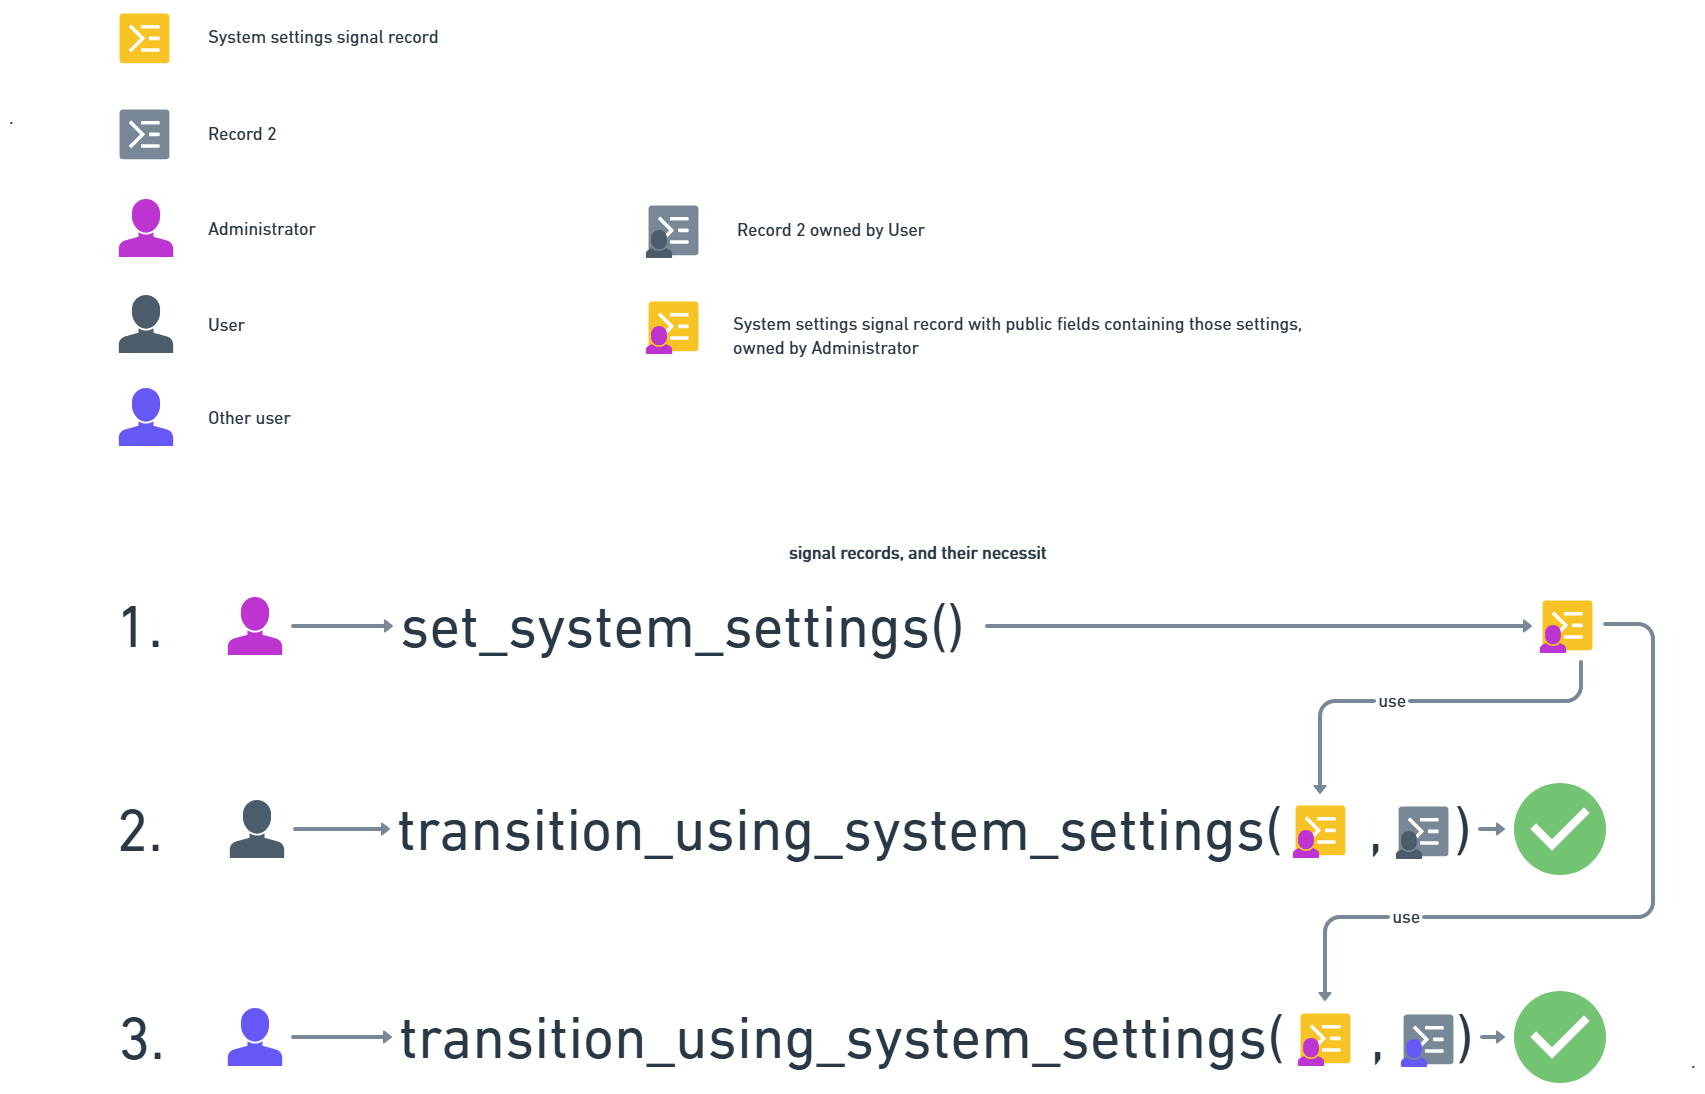 System settings signal record
Record 2
Administrator
Record 2 owned by User
User
System settings signal record with public fields containing those settings,
owned by Administrator
Other user
signal records, and their necessit
1. set_system_settings()
use
2. transition_using_system_settings( , )
use
3. transition_using_system_settings( , )